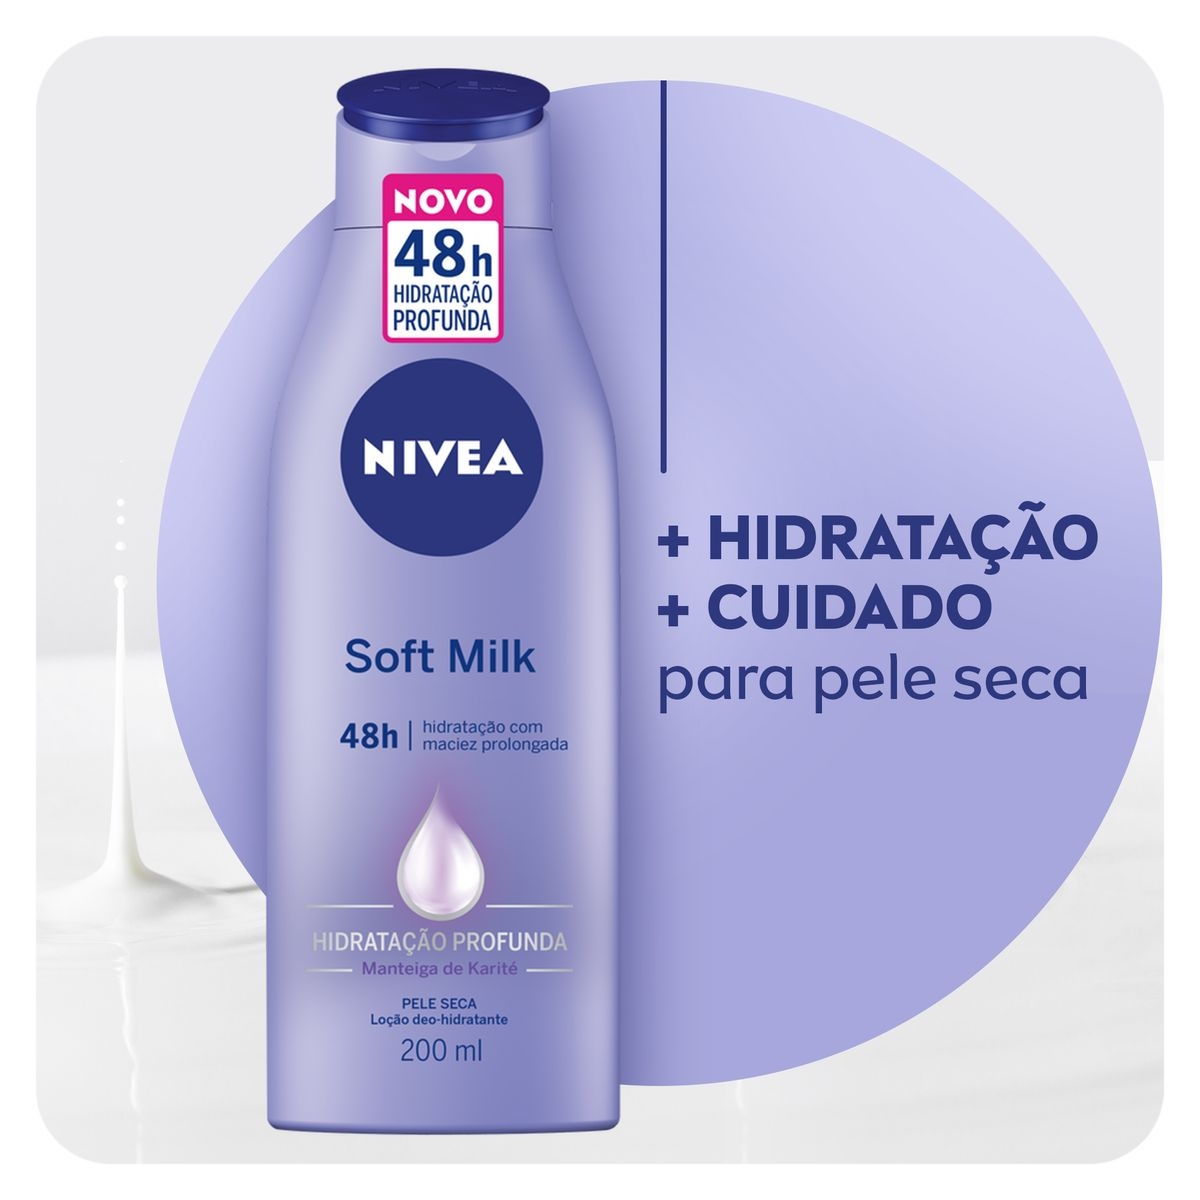 NIVEA
NOVO
48h
HIDRATAÇÃO
PROFUNDA
NIVEA
Soft Milk
48h
hidratação com
maciez prolongada
HIDRATAÇÃO PROFUNDA
Manteiga de Karité
PELE SECA
Loção deo-hidratante
200 ml
+ HIDRATAÇÃO
+ CUIDADO
para pele seca